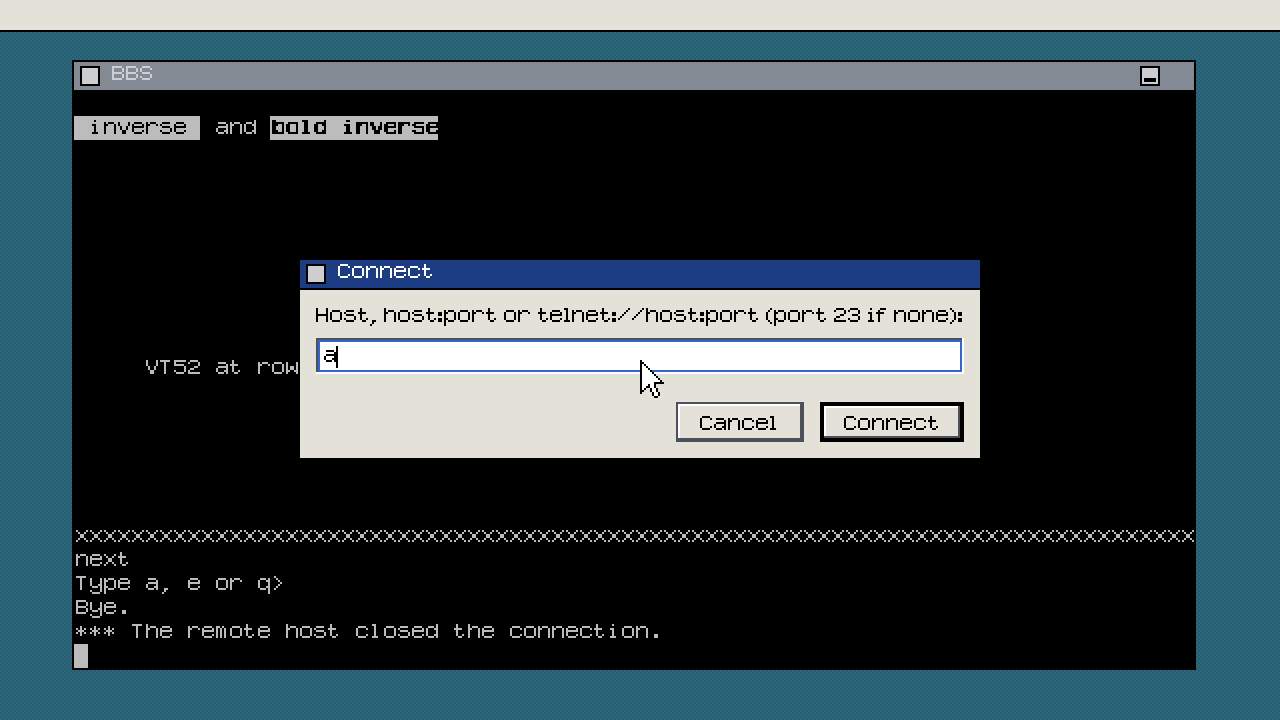 BBS
inverse and bold inverse
Connect
Host, host:port or telnet://host:port (port 23 if none):
a
VT52 at row
Cancel Connect
xxxxxxxxxxxxxxxxxxxxxxxxxxxxxxxxxxxxxxxxxxxxxxxxxxxxxxxxxxxxxxxxxxxxxxxxxxxxxxxx
next
Type a, e or q>
Bye.
*** The remote host closed the connection.